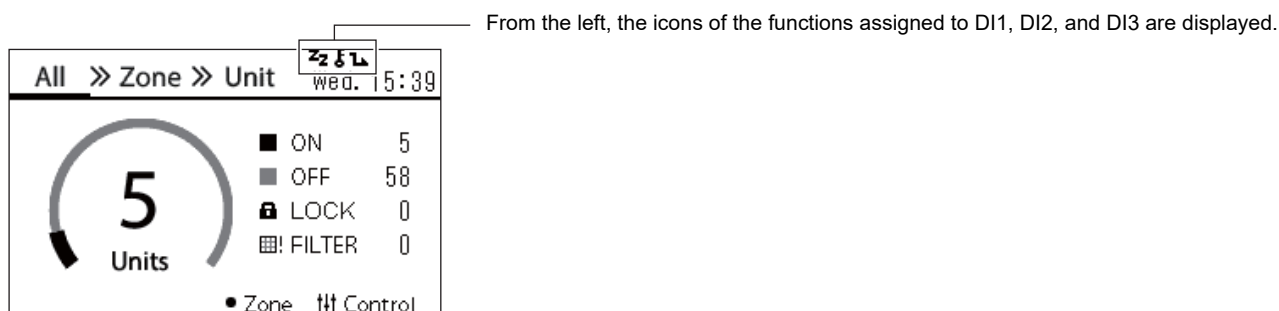 From the left, the icons of the functions assigned to DI1, DI2, and DI3 are displayed.
All » Zone » Unit
Wed. 15:39
5
Units
ON 5
OFF 58
LOCK 0
! FILTER 0
Zone Control